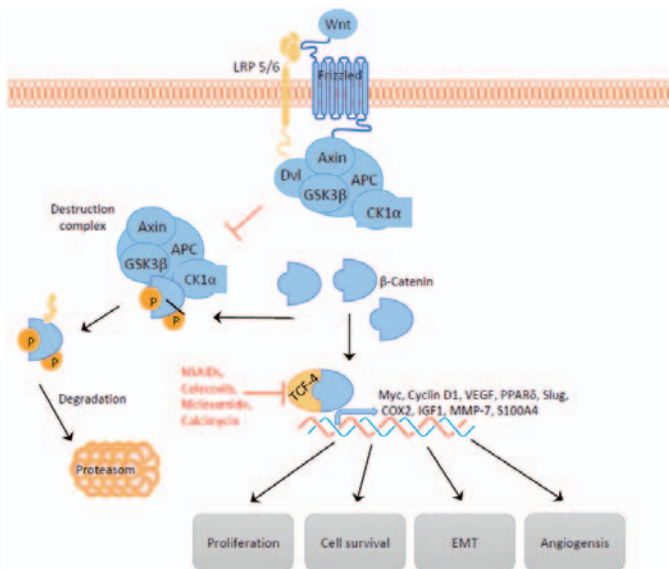 Wnt
LRP 5/6
Frizzled
Axin
Dvl
APC
GSK3β
CK1α
Destruction
complex
Axin
APC
GSK3β
CK1α
β-Catenin
P
P
P
P
Degradation
Proteasom
NSAIDs,
Celecoxib,
Niclosamide,
Calcimycin
TCF-4
Myc, Cyclin D1, VEGF, PPARδ, Slug,
COX2, IGF1, MMP-7, S100A4
Proliferation
Cell survival
EMT
Angiogensis